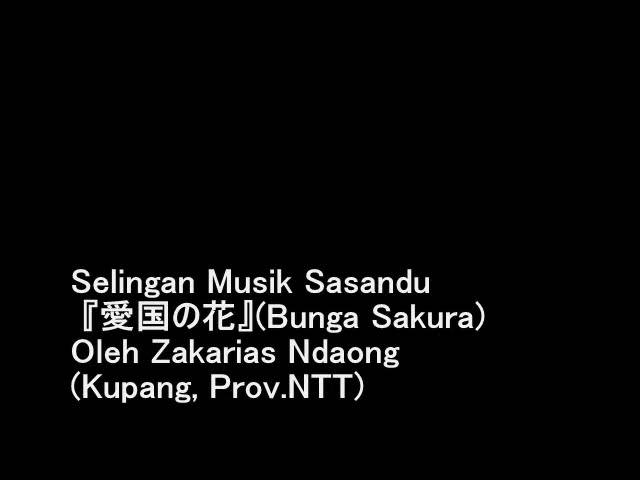 Selingan Musik Sasandu
『愛国の花』(Bunga Sakura)
Oleh Zakarias Ndaong
(Kupang, Prov.NTT)